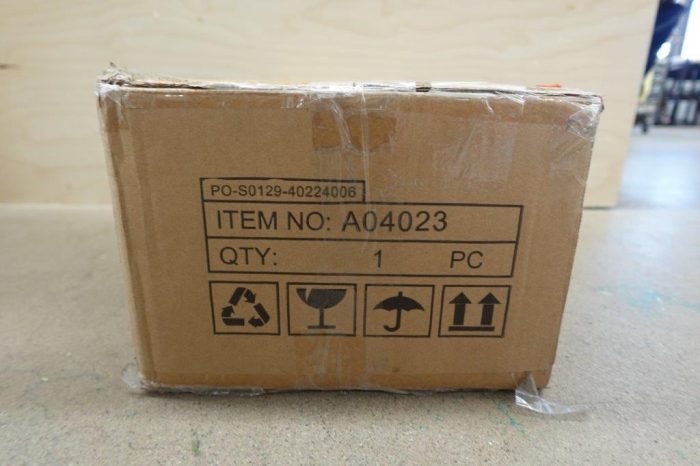 PO-S0129-40224006
ITEM NO: A04023
QTY: 1 PC